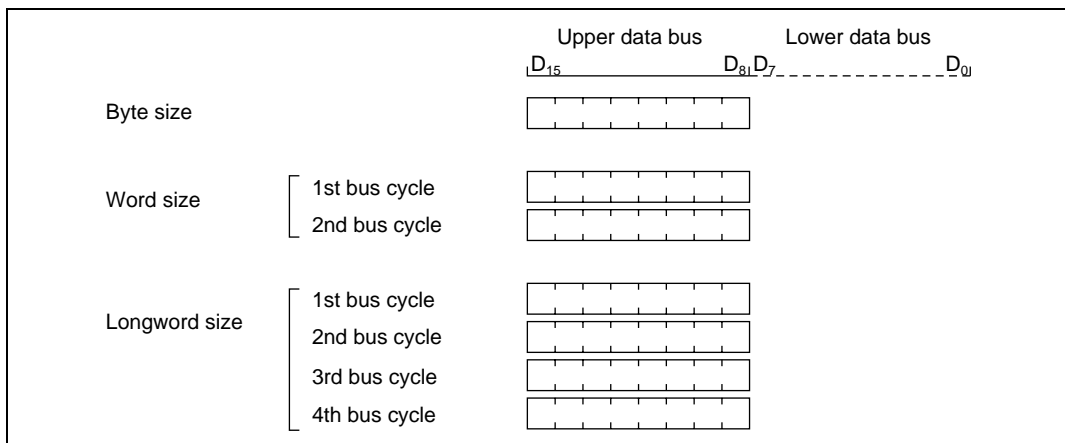 Upper data bus Lower data bus
D15 D8 D7 D0
Byte size
Word size
1st bus cycle
2nd bus cycle
Longword size
1st bus cycle
2nd bus cycle
3rd bus cycle
4th bus cycle